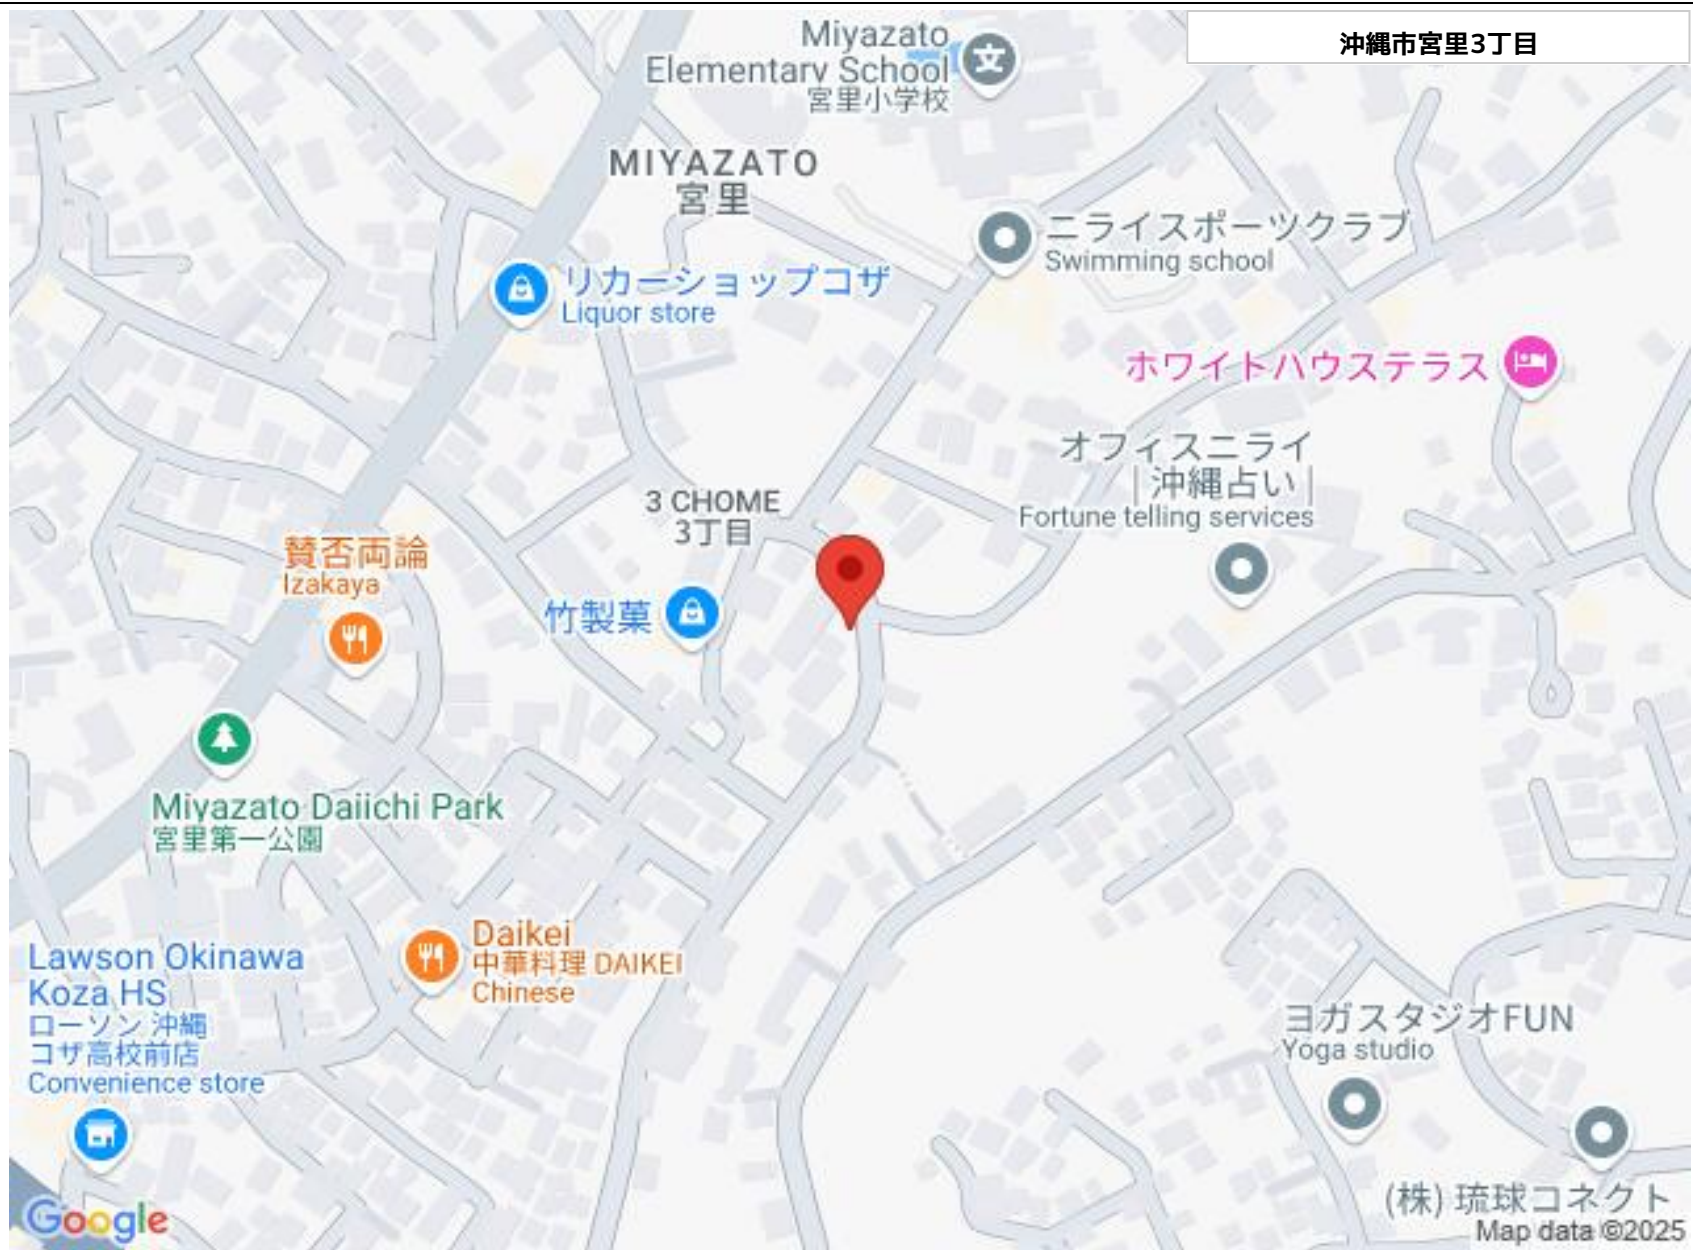 沖縄市宮里3丁目
Miyazato
Elementary School
宮里小学校
文
MIYAZATO
宮里
ニライスポーツクラブ
Swimming school
リカーショップコザ
Liquor store
ホワイトハウステラス
オフィスニライ
| 沖縄占い |
Fortune telling services
3 CHOME
3丁目
賛否両論
Izakaya
竹製菓
Miyazato Daiichi Park
宮里第一公園
Daikei
中華料理 DAIKEI
Chinese
Lawson Okinawa
Koza HS
ローソン 沖縄
コザ高校前店
Convenience store
ヨガスタジオFUN
Yoga studio
(株) 琉球コネクト
Google
Map data ©2025